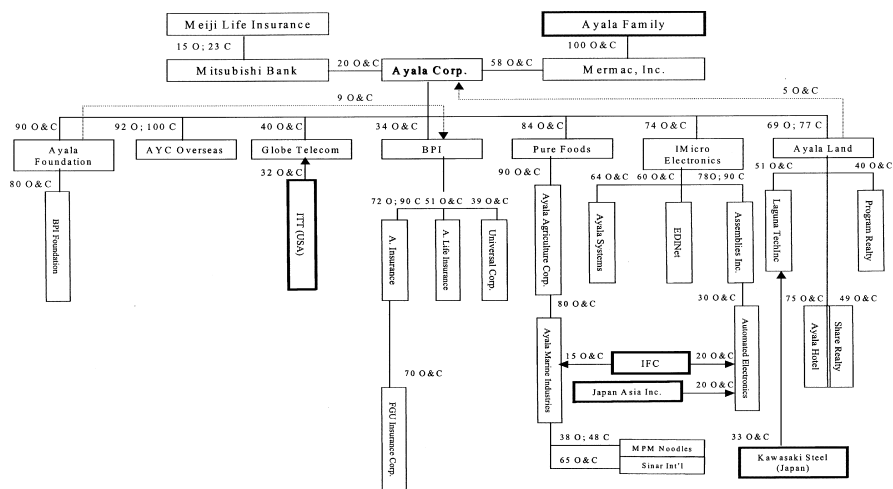 Meiji Life Insurance
Ayala Family
15 O; 23 C
100 O&C
Mitsubishi Bank
20 O&C
Ayala Corp.
58 O&C
Mermac, Inc.
9 O&C
5 O&C
90 O&C
92 O; 100 C
40 O&C
34 O&C
84 O&C
74 O&C
69 O; 77 C
Ayala
Foundation
AYC Overseas
Globe Telecom
BPI
Pure Foods
IMicro
Electronics
Ayala Land
80 O&C
32 O&C
90 O&C
64 O&C
60 O&C
78O; 90 C
51 O&C
40 O&C
72 O; 90 C
51 O&C
39 O&C
BPI Foundation
ITT (USA)
A. Insurance
A. Life Insurance
Universal Corp.
Ayala Agriculture Corp.
Ayala Systems
EDINet
Assemblies Inc.
Laguna TechInc
Program Realty
80 O&C
30 O&C
75 O&C
49 O&C
Ayala Marine Industries
15 O&C
IFC
20 O&C
Automated Electronics
Ayala Hotel
Share Realty
Japan Asia Inc.
20 O&C
70 O&C
FGU Insurance Corp.
38 O; 48 C
MPM Noodles
65 O&C
Sinar Int'l
33 O&C
Kawasaki Steel
(Japan)